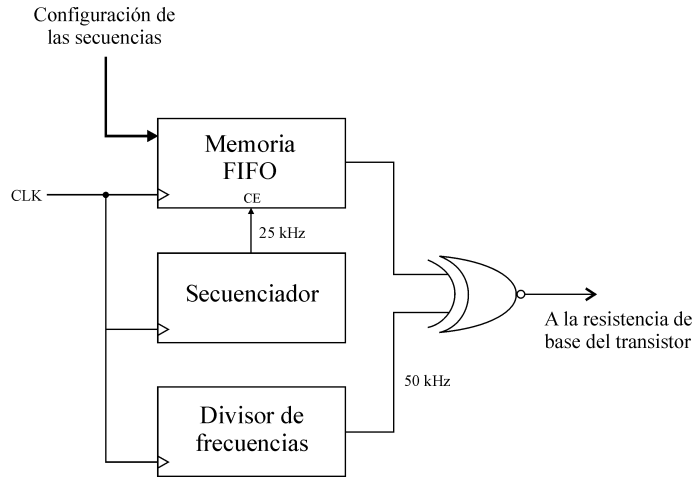 Configuración de
las secuencias
Memoria
FIFO
CLK
CE
25 kHz
Secuenciador
A la resistencia de
base del transistor
50 kHz
Divisor de
frecuencias